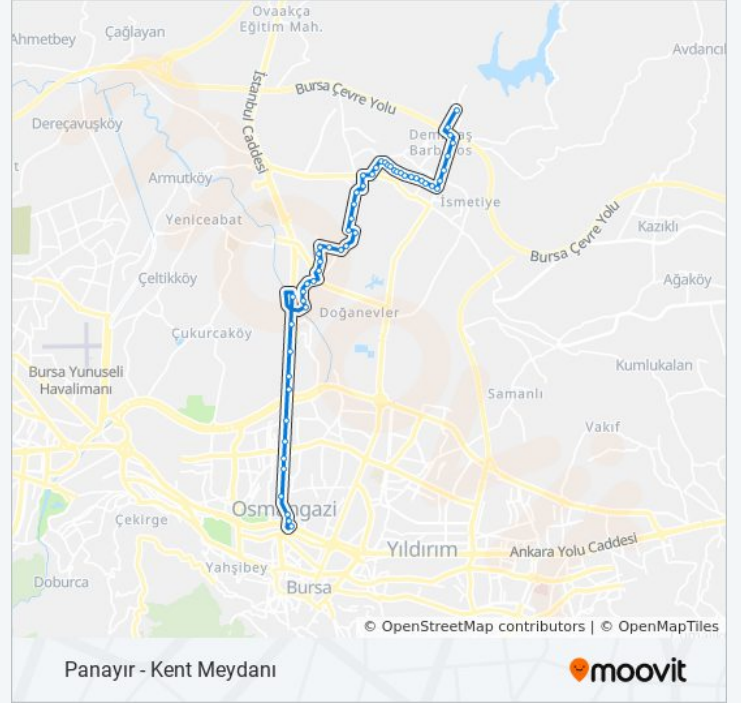 Ovaakça
Eğitim Mah.
Ahmetbey
Çağlayan
Avdancıl
İstanbul Caddesi
Bursa Çevre Yolu
Dereçavuşköy
Barb
t
Armutköy
İsmetiye
Yeniceabat
Kazıklı
Bursa Çevre Yolu
Çeltikköy
Ağaköy
Doğanevler
Çukurcaköy
Bursa Yunuseli
Havalimanı
Kumlukalan
Samanlı
Vakıf
Osmangazi
Çekirge
Yıldırım
Ankara Yolu Caddesi
Yahşibey
Doburca
Bursa
© OpenStreetMap contributors | © OpenMapTiles
Panayır - Kent Meydanı
moovit